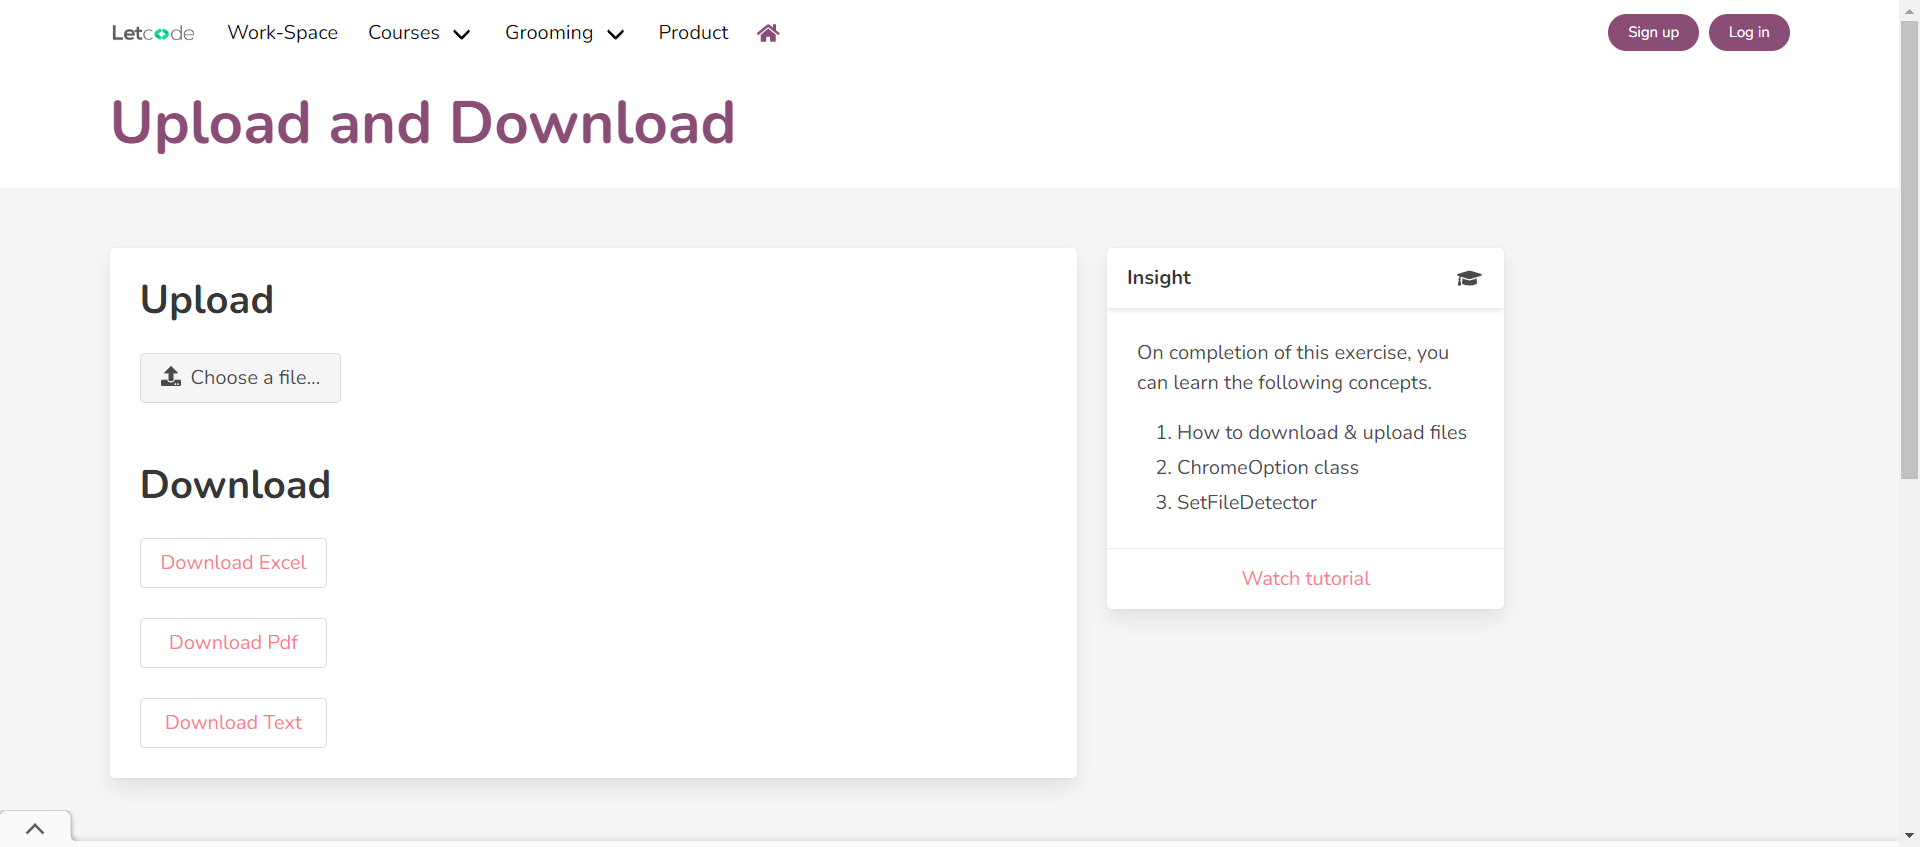 Letcode Work-Space Courses Grooming Product Sign up Log in
Upload and Download
Upload
Choose a file...
Download
Download Excel
Download Pdf
Download Text
Insight
On completion of this exercise, you
can learn the following concepts.
1. How to download & upload files
2. ChromeOption class
3. SetFileDetector
Watch tutorial